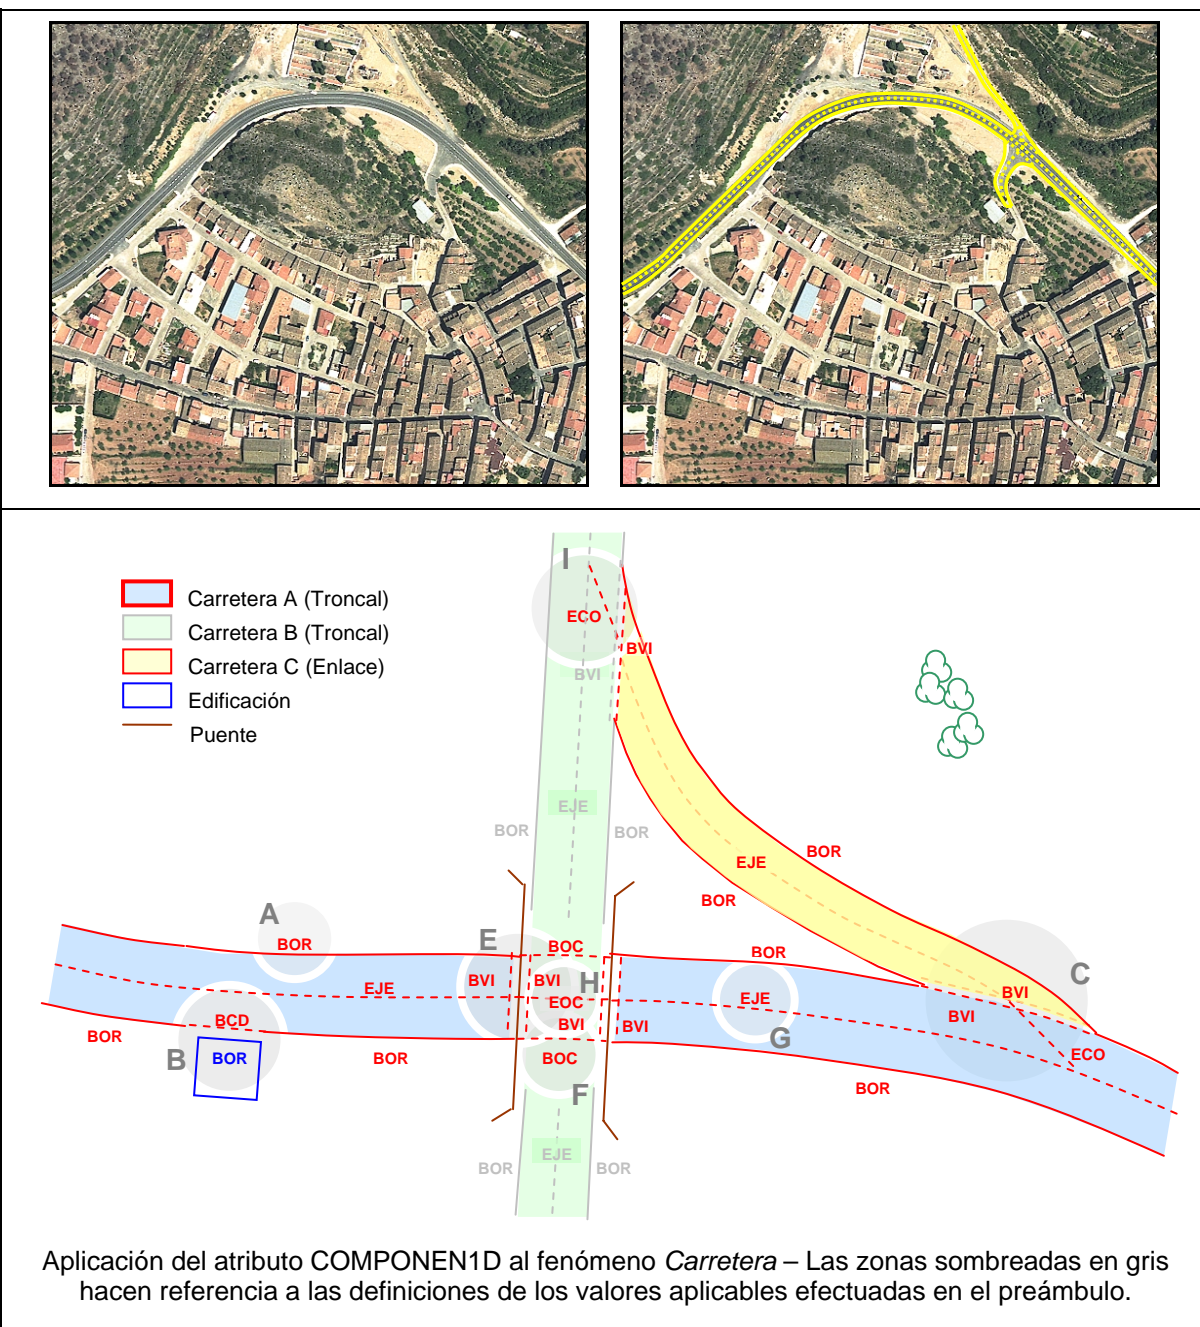 I
Carretera A (Troncal)
Carretera B (Troncal)
Carretera C (Enlace)
Edificación
Puente
ECO
BVI
BVI
EJE
BOR
BOR
EJE
BOR
BOR
A
BOR
E
BOC
BOR
C
BVI
BVI
H
EJE
EJE
BVI
EOC
BCD
BVI
BVI
BVI
BOR
B
BOR
BOR
BOC
G
ECO
F
BOR
EJE
BOR
BOR
Aplicación del atributo COMPONEN1D al fenómeno Carretera – Las zonas sombreadas en gris
hacen referencia a las definiciones de los valores aplicables efectuadas en el preámbulo.